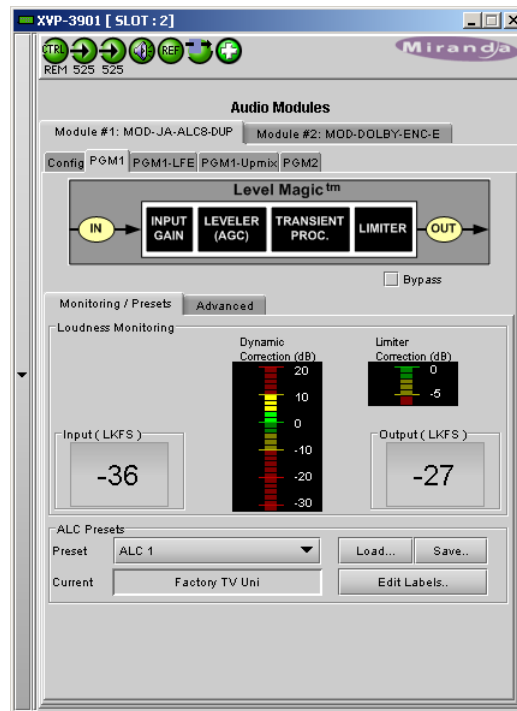 XVP-3901 [ SLOT : 2]
CTRL REF
Miranda
REM 525 525
Audio Modules
Module #1: MOD-JA-ALC8-DUP Module #2: MOD-DOLBY-ENC-E
Config PGM1 PGM1-LFE PGM1-Upmix PGM2
Level Magic™
IN INPUT GAIN LEVELER (AGC) TRANSIENT PROC. LIMITER OUT
Bypass
Monitoring / Presets Advanced
Loudness Monitoring
Dynamic Correction (dB)
20
10
0
-10
-20
-30
Limiter Correction (dB)
0
-5
Input ( LKFS )
-36
Output ( LKFS )
-27
ALC Presets
Preset ALC 1 Load... Save..
Current Factory TV Uni Edit Labels..